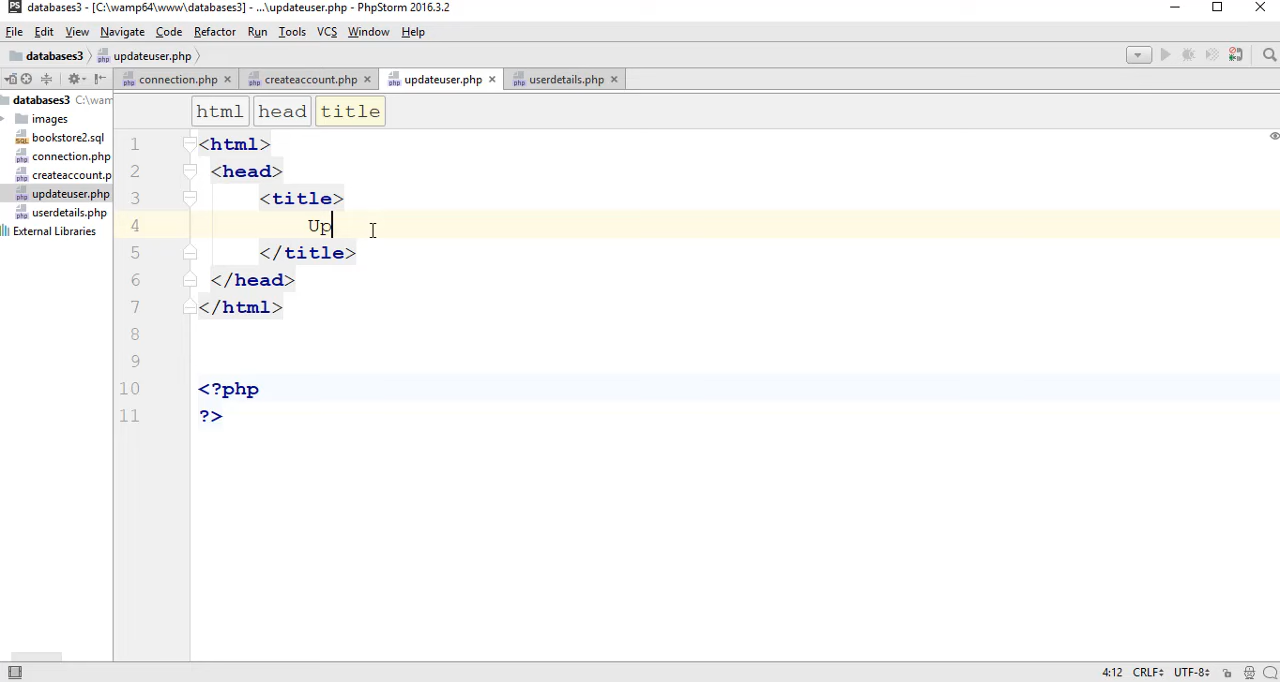 PS databases3 - [C:\wamp64\www\databases3] - ...\updateuser.php - PhpStorm 2016.3.2
File Edit View Navigate Code Refactor Run Tools VCS Window Help
databases3 updateuser.php
connection.php createaccount.php updateuser.php userdetails.php
databases3 C:\wam
images
bookstore2.sql
connection.php
createaccount.p
updateuser.php
userdetails.php
External Libraries
html head title
1 <html>
2 <head>
3 <title>
4 Up
5 </title>
6 </head>
7 </html>
8
9
10 <?php
11 ?>
4:12 CRLF UTF-8